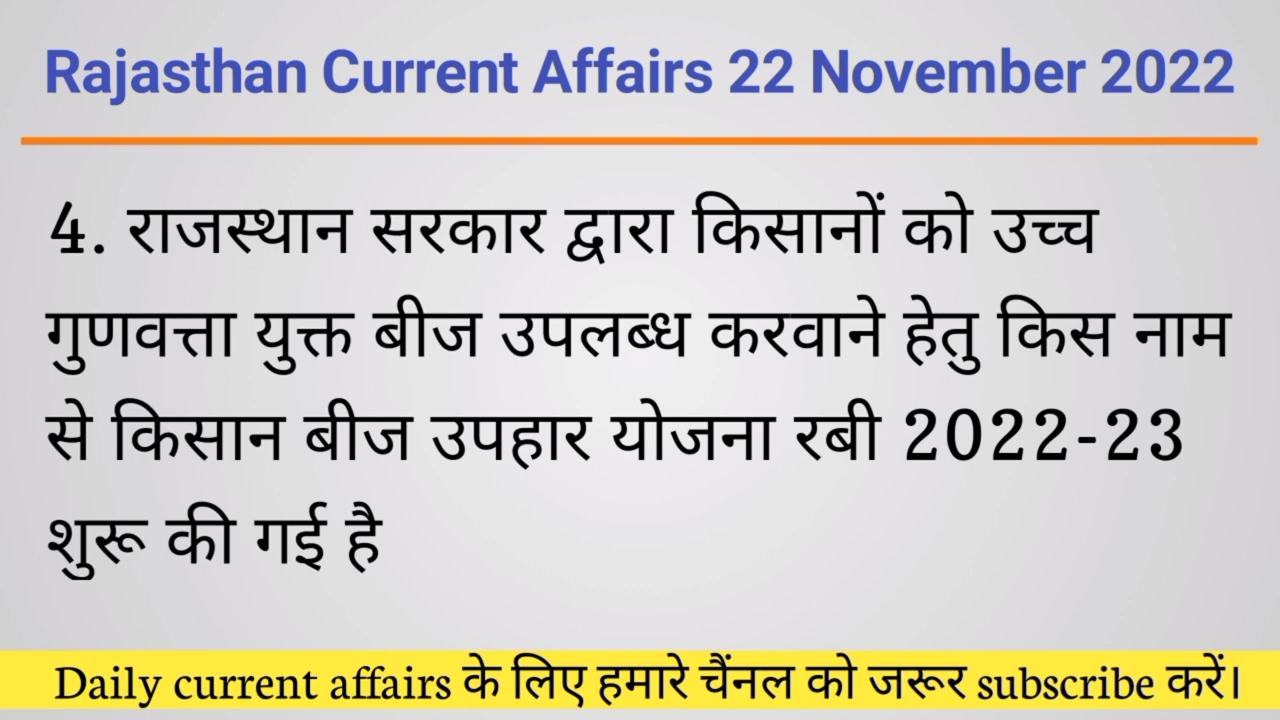 Rajasthan Current Affairs 22 November 2022
4. राजस्थान सरकार द्वारा किसानों को उच्च
गुणवत्ता युक्त बीज उपलब्ध करवाने हेतु किस नाम
से किसान बीज उपहार योजना रबी 2022-23
शुरू की गई है
Daily current affairs के लिए हमारे चैंनल को जरूर subscribe करें।